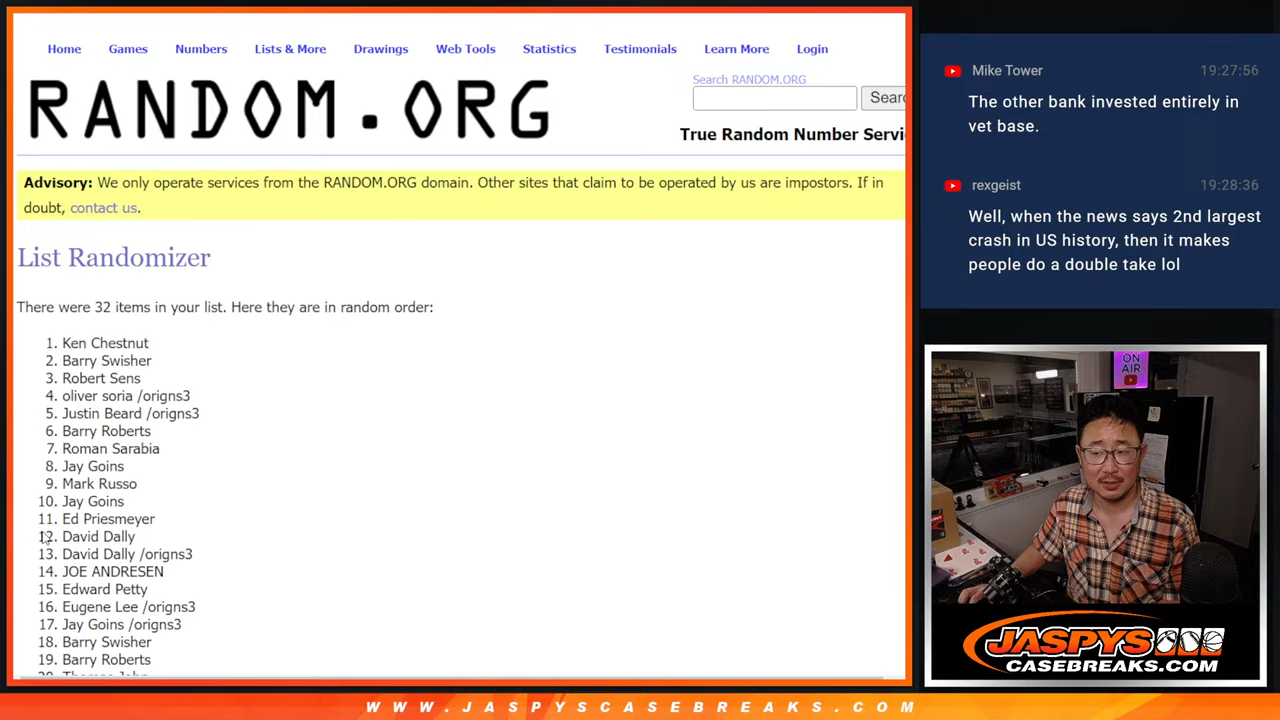 Home Games Numbers Lists & More Drawings Web Tools Statistics Testimonials Learn More Login
RANDOM.ORG
Search RANDOM.ORG
Sear
True Random Number Servi
Advisory: We only operate services from the RANDOM.ORG domain. Other sites that claim to be operated by us are impostors. If in
doubt, contact us.
List Randomizer
There were 32 items in your list. Here they are in random order:
1. Ken Chestnut
2. Barry Swisher
3. Robert Sens
4. oliver soria /origns3
5. Justin Beard /origns3
6. Barry Roberts
7. Roman Sarabia
8. Jay Goins
9. Mark Russo
10. Jay Goins
11. Ed Priesmeyer
12. David Dally
13. David Dally /origns3
14. JOE ANDRESEN
15. Edward Petty
16. Eugene Lee /origns3
17. Jay Goins /origns3
18. Barry Swisher
19. Barry Roberts
Mike Tower 19:27:56
The other bank invested entirely in
vet base.
rexgeist 19:28:36
Well, when the news says 2nd largest
crash in US history, then it makes
people do a double take lol
ON
AIR
JASPYS
CASEBREAKS.COM
WWW.JASPYSCASEBREAKS.COM